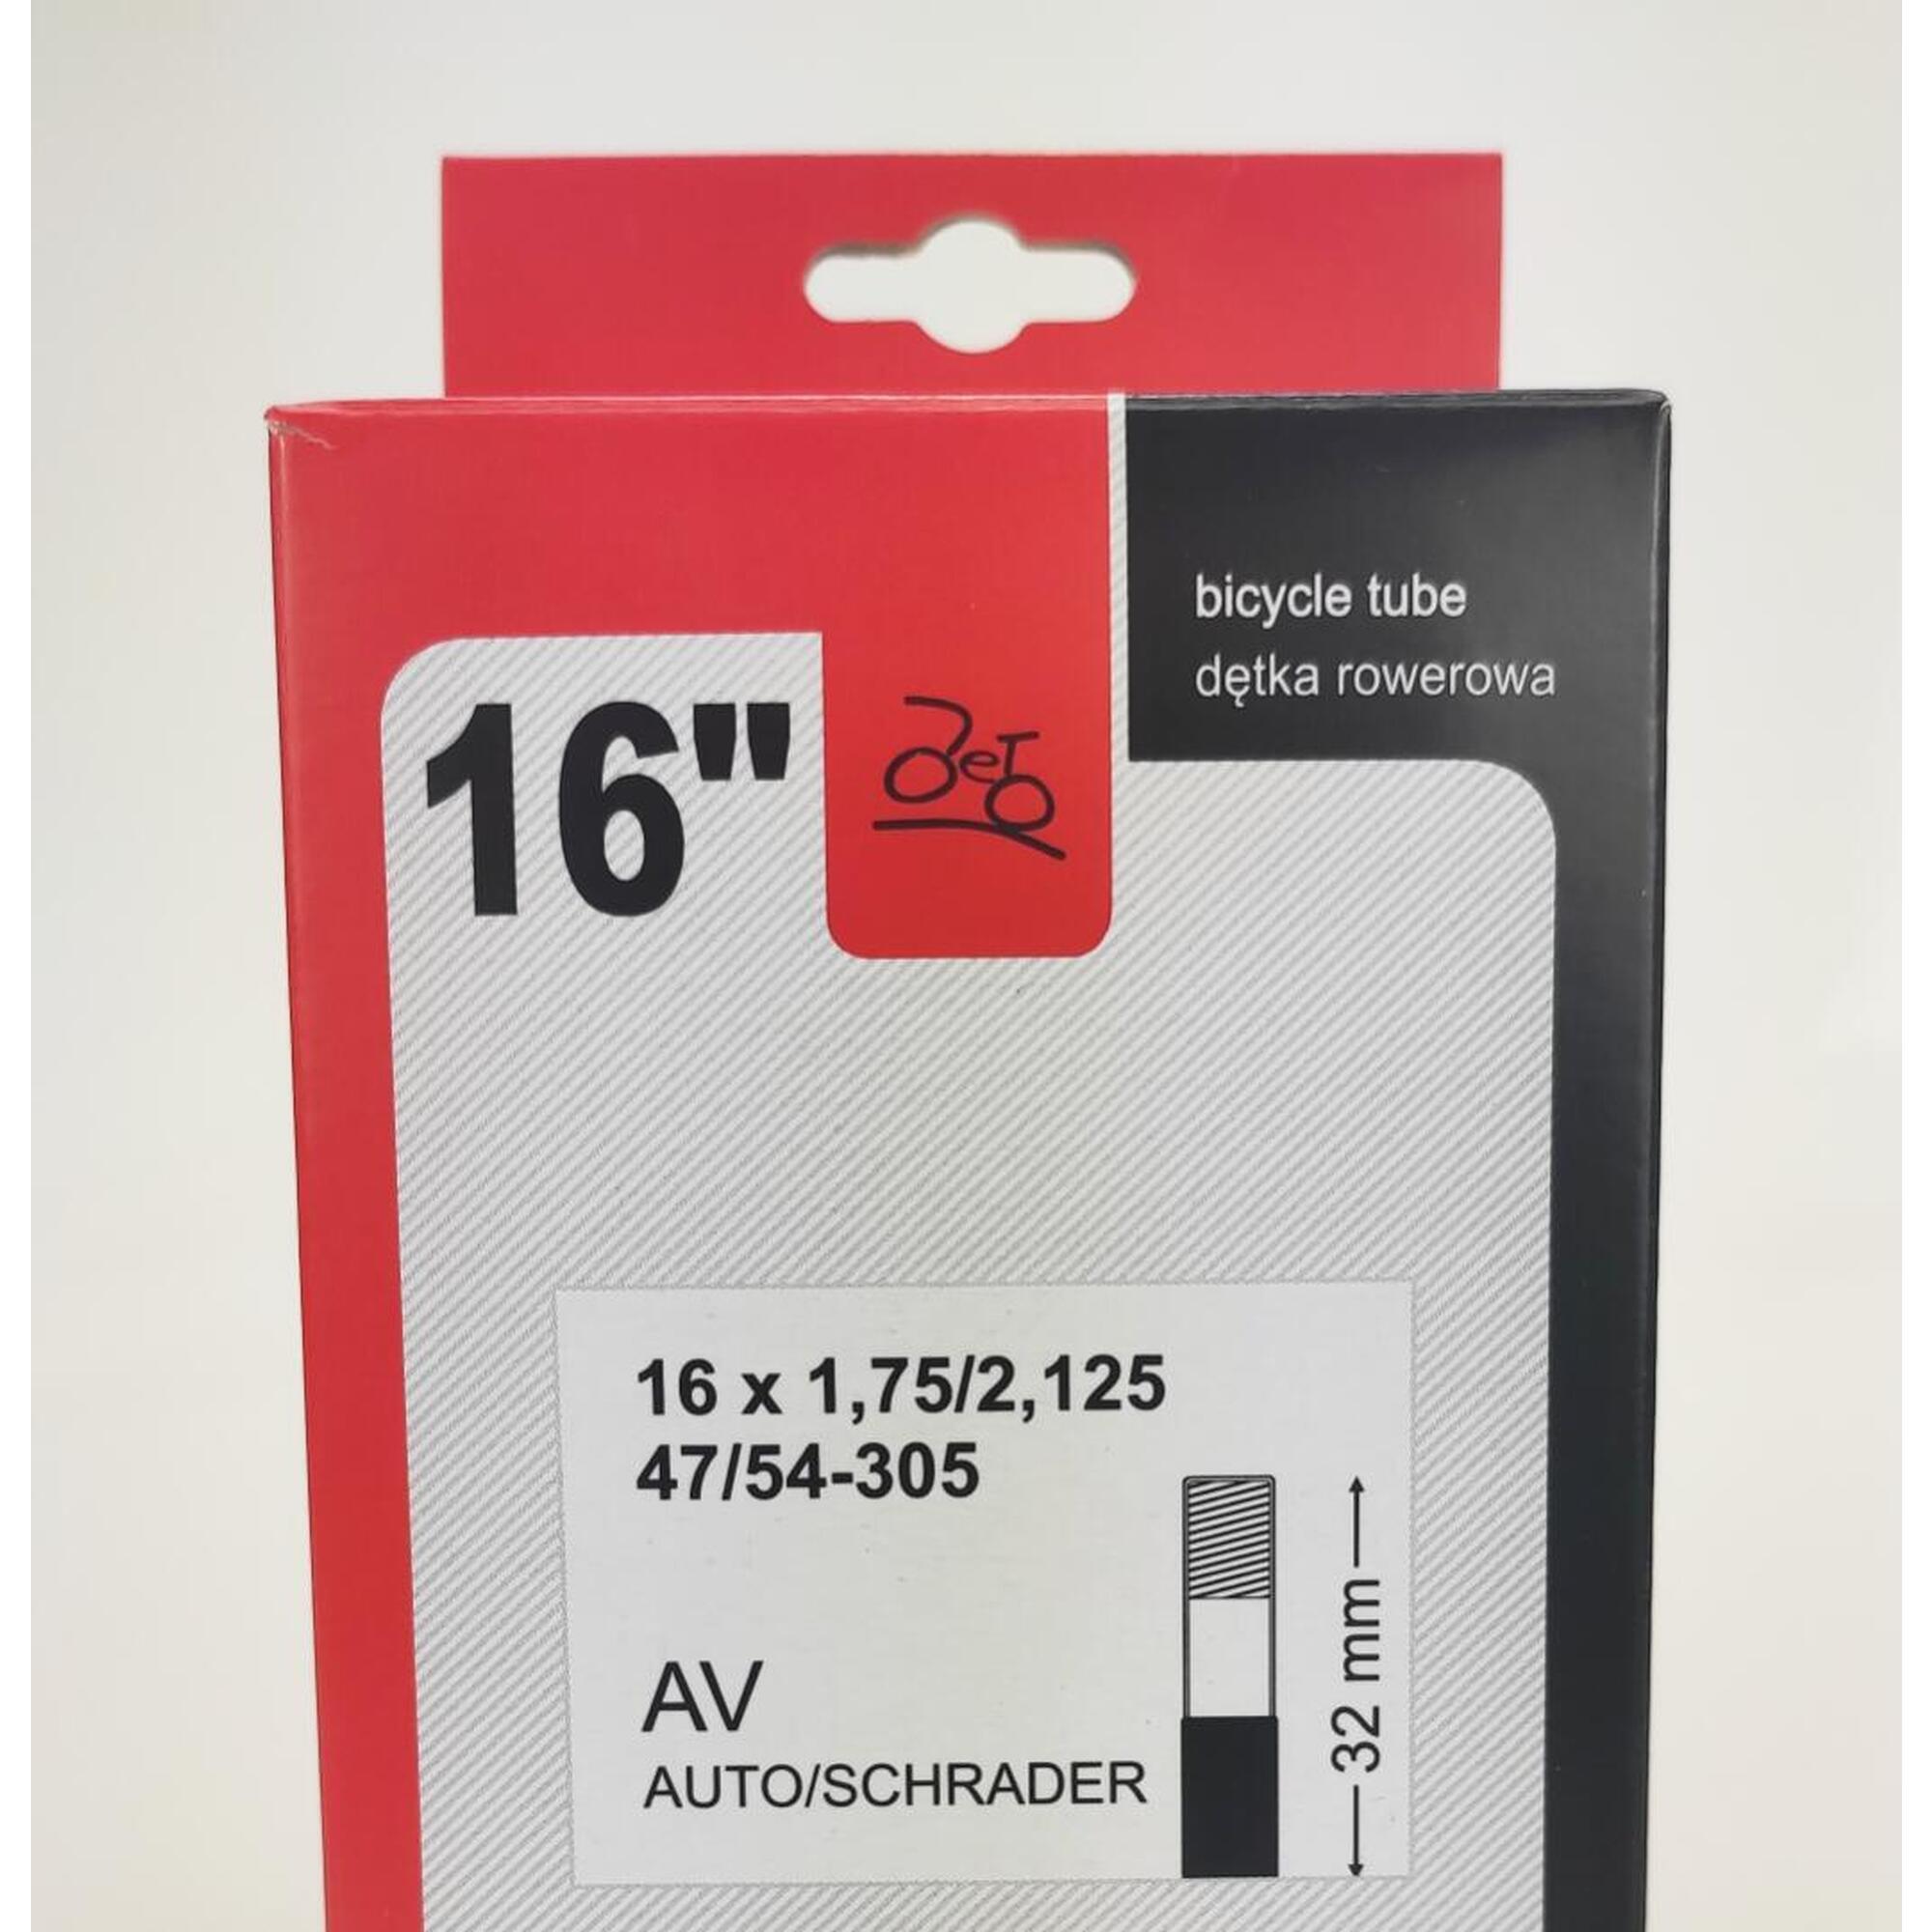 16"
bicycle tube
dętka rowerowa
16 x 1,75/2,125
47/54-305
AV
AUTO/SCHRADER
32 mm